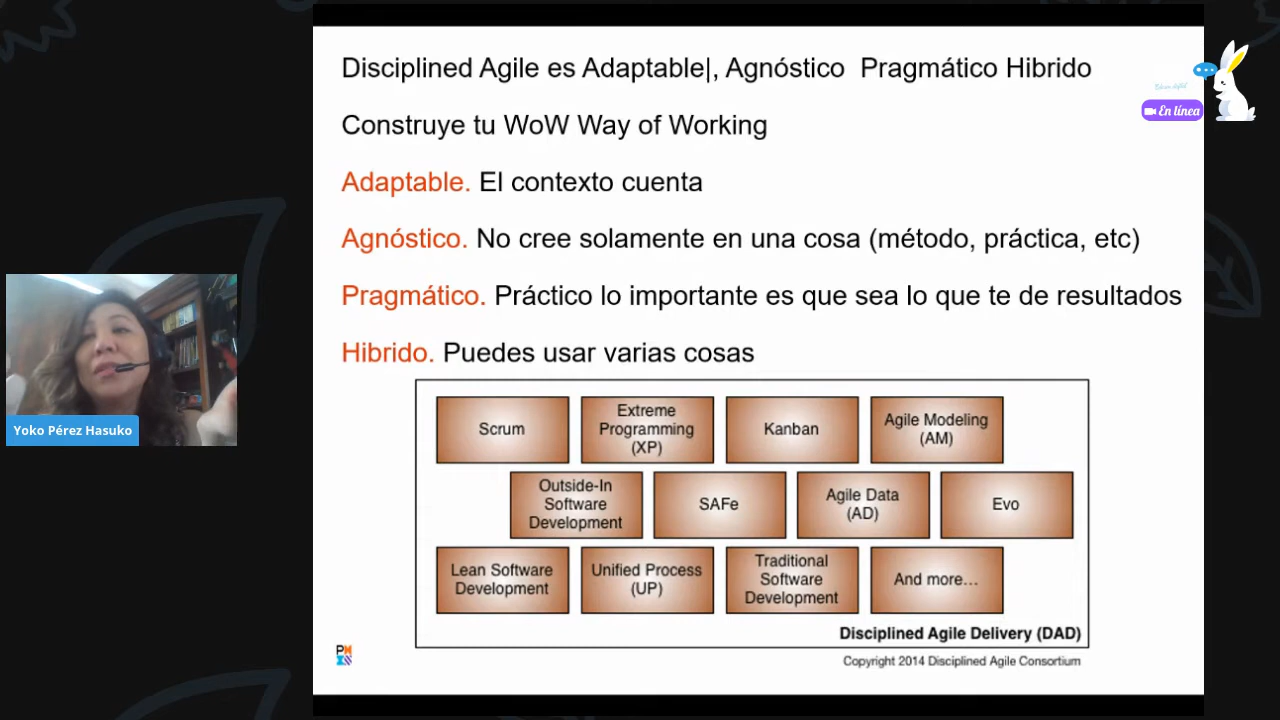 Disciplined Agile es Adaptable|, Agnóstico  Pragmático Hibrido
Construye tu WoW Way of Working
Adaptable. El contexto cuenta
Agnóstico. No cree solamente en una cosa (método, práctica, etc)
Pragmático. Práctico lo importante es que sea lo que te de resultados
Hibrido. Puedes usar varias cosas
En línea
Yoko Pérez Hasuko
Scrum
Extreme
Programming
(XP)
Kanban
Agile Modeling
(AM)
Outside-In
Software
Development
SAFe
Agile Data
(AD)
Evo
Lean Software
Development
Unified Process
(UP)
Traditional
Software
Development
And more...
Disciplined Agile Delivery (DAD)
Copyright 2014 Disciplined Agile Consortium